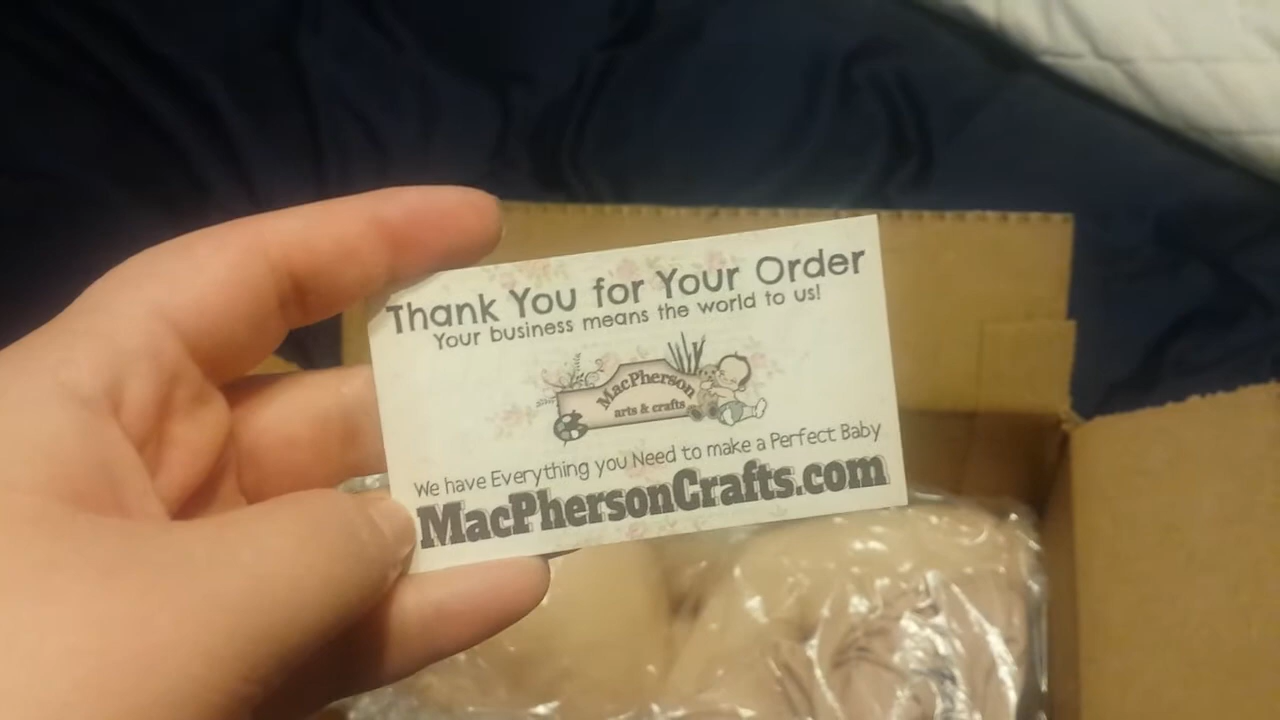 Thank You for Your Order
Your business means the world to us!
MacPherson
arts & crafts
We have Everything you Need to make a Perfect Baby
MacPhersonCrafts.com